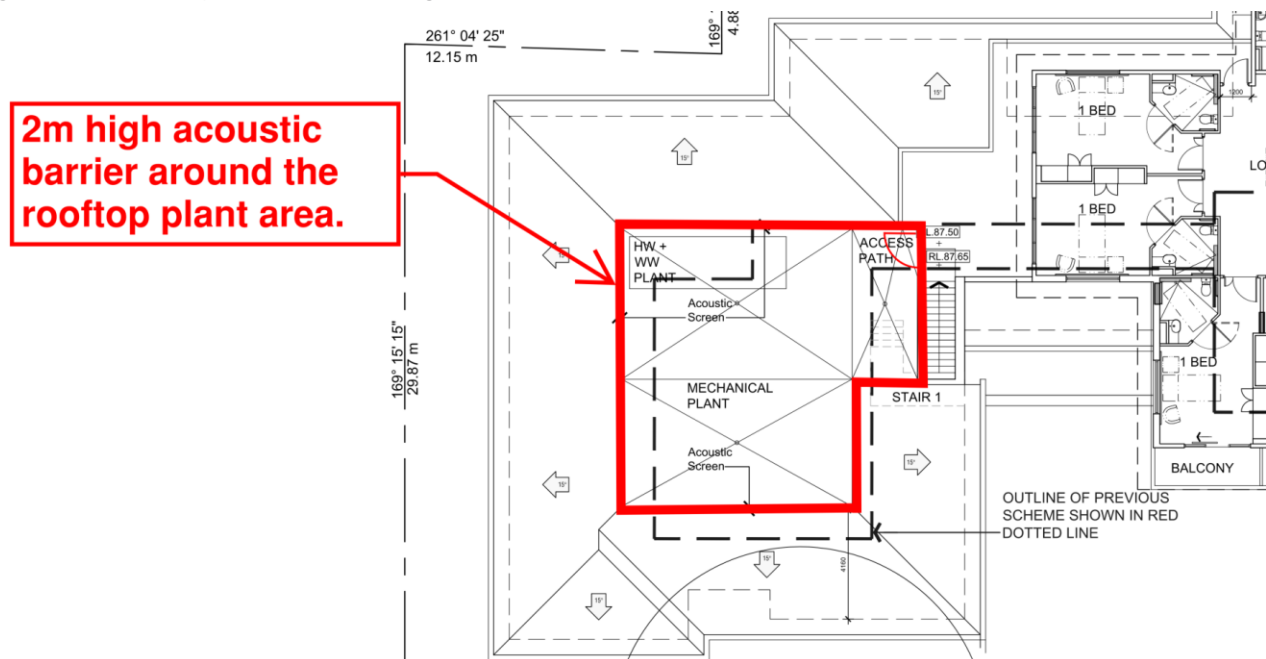 261° 04' 25"
12.15 m
169°
4.88
2m high acoustic
barrier around the
rooftop plant area.
15°
15°
1 BED
1200
1 BED
LO
HW +
WW
PLANT
ACCESS
PATH
L.87.50
RL.87.65
15°
Acoustic
Screen
169° 15' 15"
29.87 m
MECHANICAL
PLANT
STAIR 1
1 BED
Acoustic
Screen
15°
15°
BALCONY
OUTLINE OF PREVIOUS
SCHEME SHOWN IN RED
DOTTED LINE
4160
15°
15°